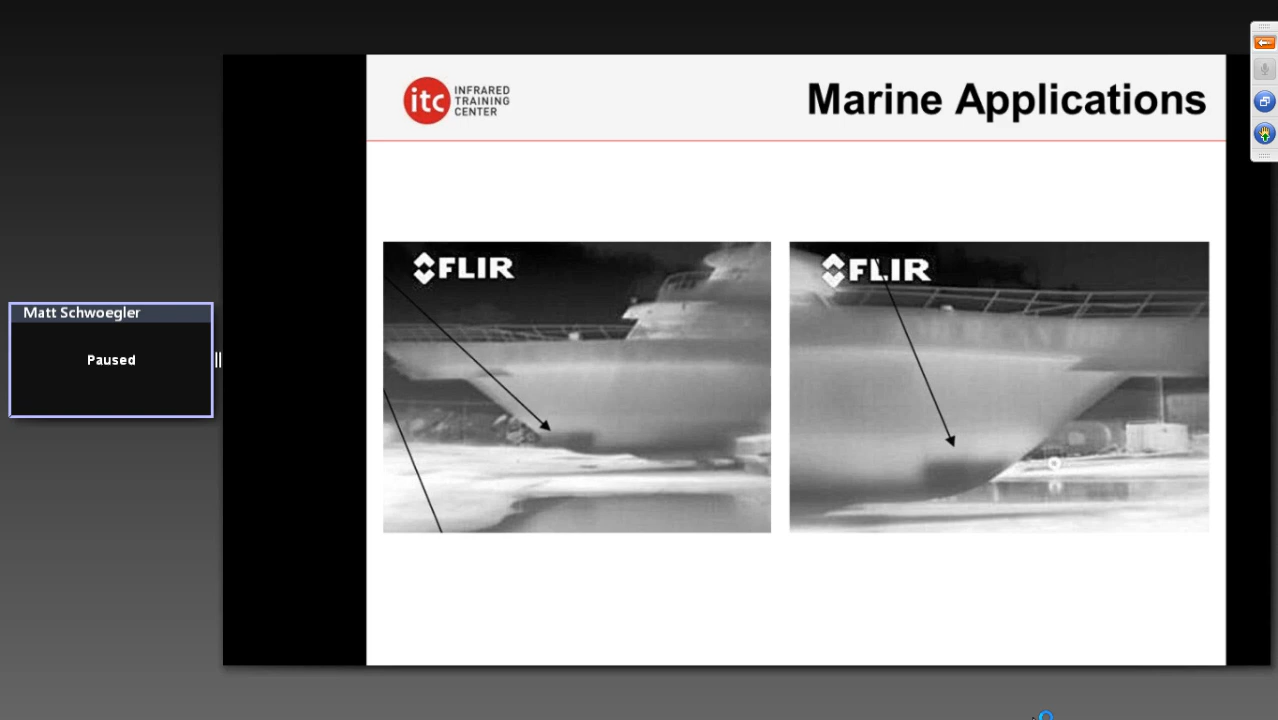 itc INFRARED
TRAINING
CENTER
Marine Applications
FLIR
FLIR
Matt Schwoegler
Paused